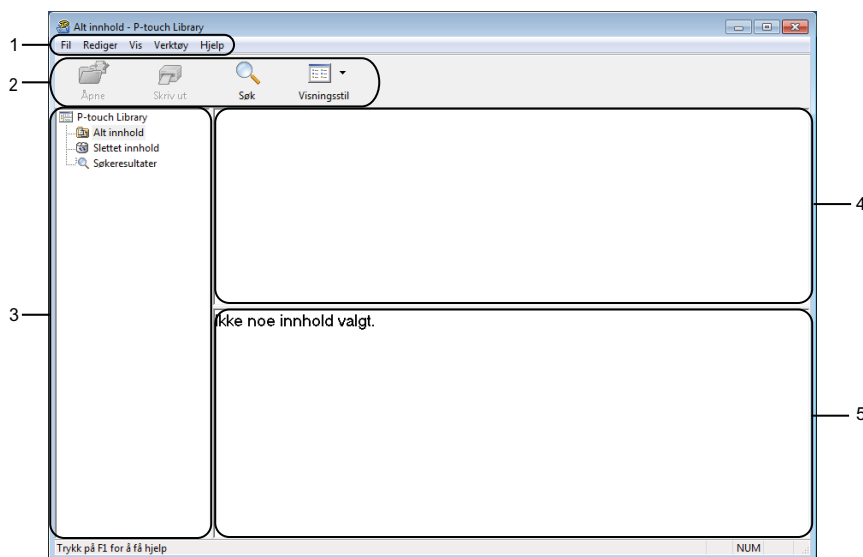 Alt innhold - P-touch Library
1
Fil Rediger Vis Verktøy Hjelp
2
Åpne Skriv ut Søk Visningsstil
P-touch Library
Alt innhold
Slettet innhold
Søkeresultater
4
3
Ikke noe innhold valgt.
5
Trykk på F1 for å få hjelp NUM